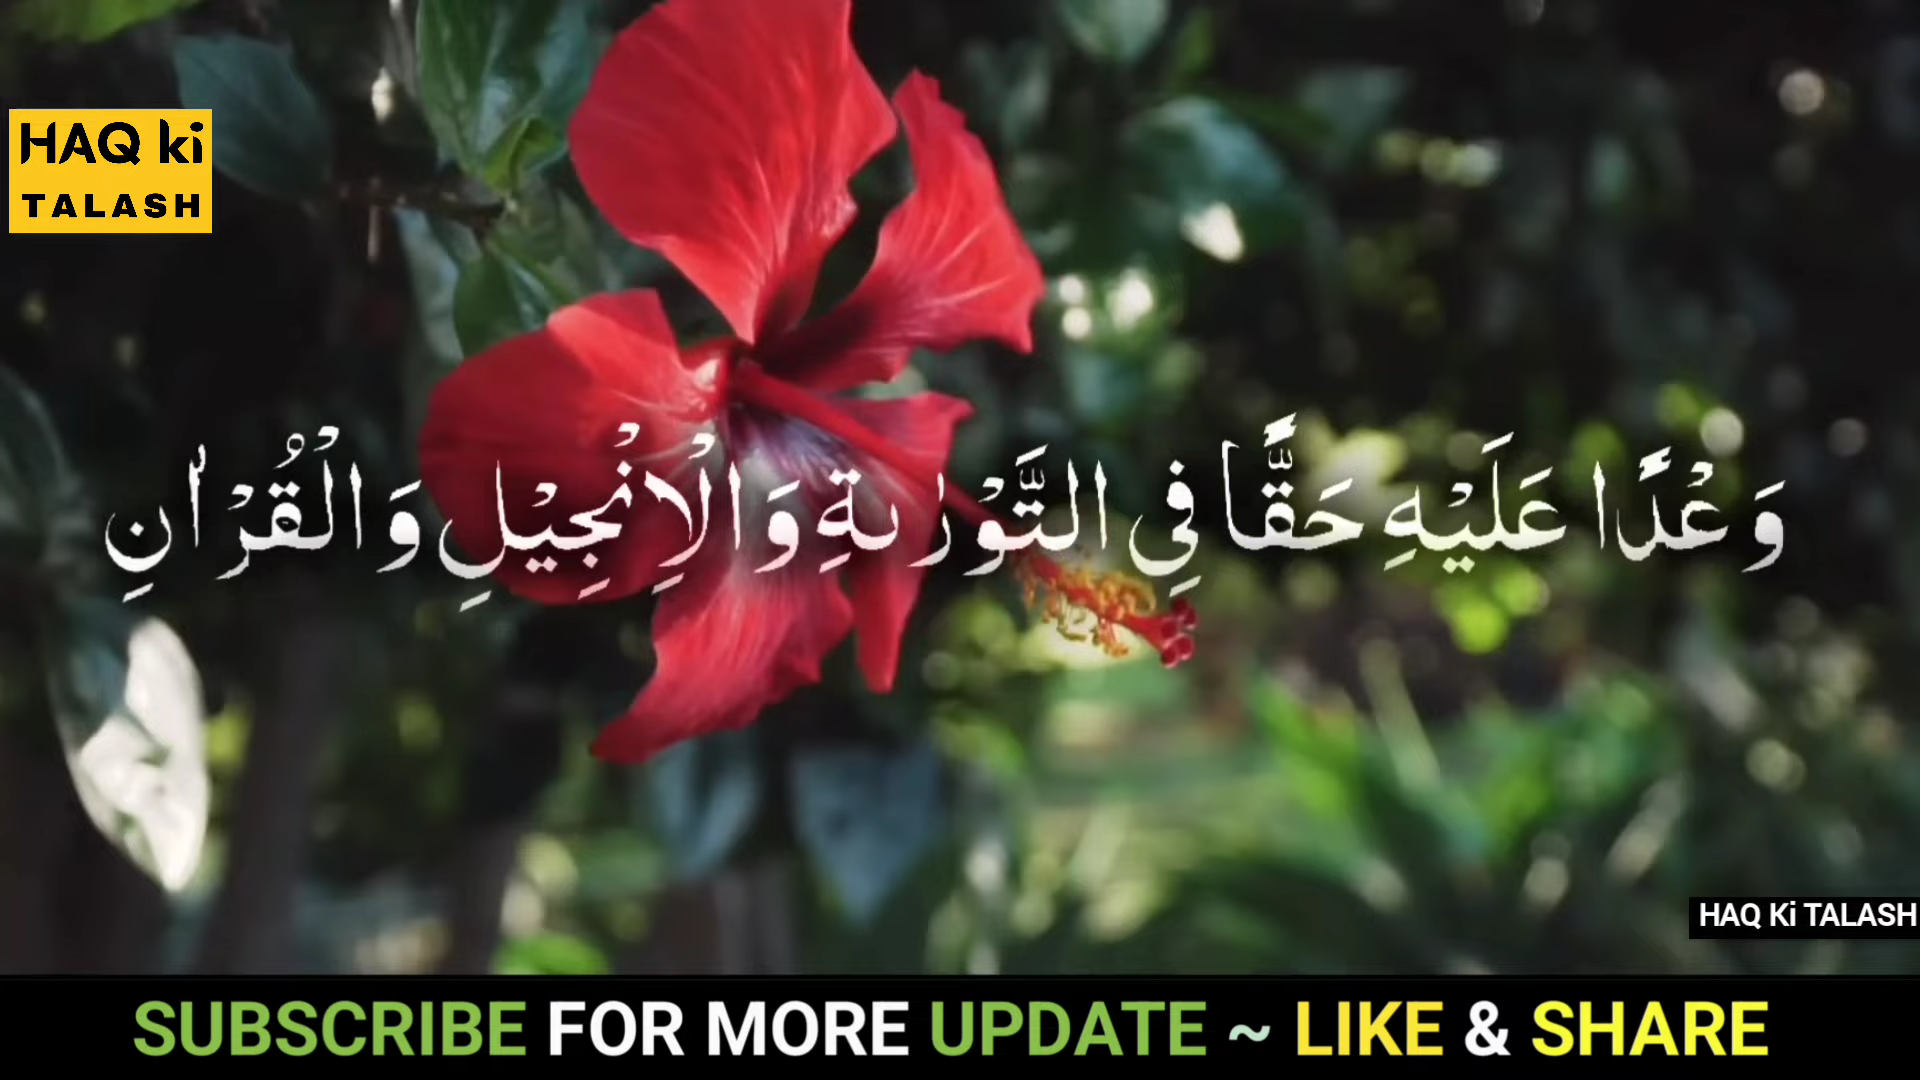 HAQ ki
TALASH
وَعْدًا عَلَيْهِ حَقًّا فِى التَّوْرٰىةِ وَالْاِنْجِيْلِ وَالْقُرْاٰنِ
HAQ Ki TALASH
SUBSCRIBE FOR MORE UPDATE ~ LIKE & SHARE